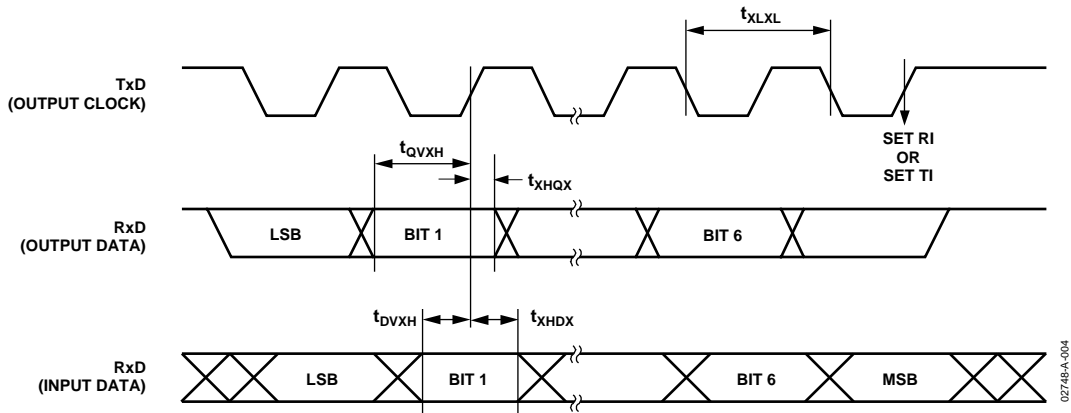 tXLXL
TxD
(OUTPUT CLOCK)
SET RI
OR
SET TI
tQVXH
tXHQX
RxD
(OUTPUT DATA)
LSB
BIT 1
BIT 6
tDVXH
tXHDX
RxD
(INPUT DATA)
LSB
BIT 1
BIT 6
MSB
02748-A-004